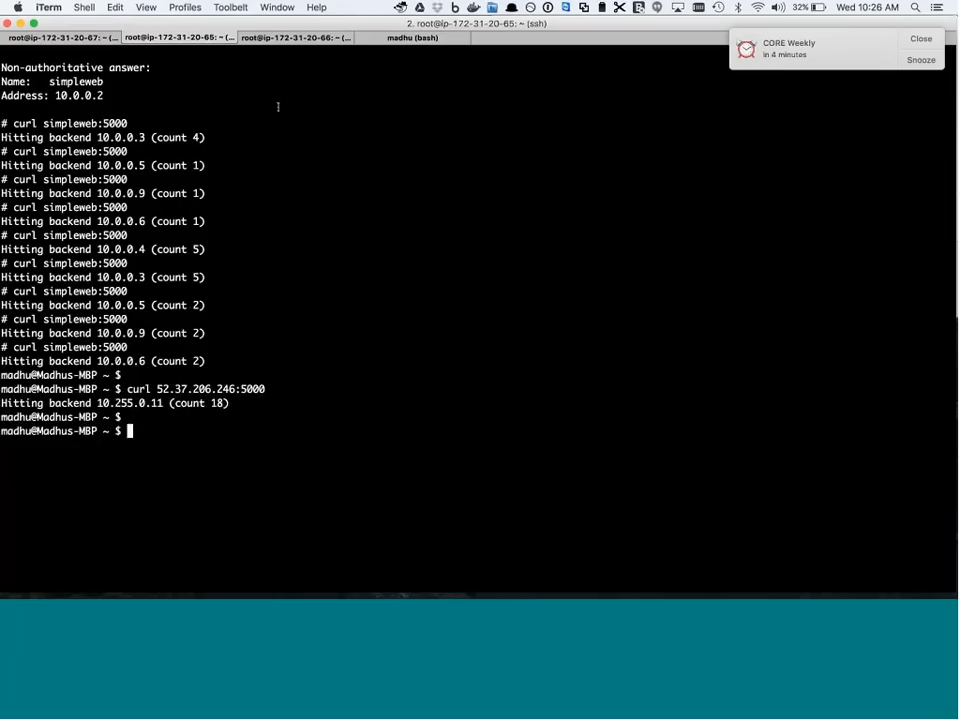 iTerm Shell Edit View Profiles Toolbelt Window Help 32% Wed 10:26 AM
2. root@ip-172-31-20-65: ~ (ssh)
root@ip-172-31-20-67: ~ (... root@ip-172-31-20-65: ~ (... root@ip-172-31-20-66: ~ (... madhu (bash)
CORE Weekly
in 4 minutes
Close
Snooze
Non-authoritative answer:
Name: simpleweb
Address: 10.0.0.2
# curl simpleweb:5000
Hitting backend 10.0.0.3 (count 4)
# curl simpleweb:5000
Hitting backend 10.0.0.5 (count 1)
# curl simpleweb:5000
Hitting backend 10.0.0.9 (count 1)
# curl simpleweb:5000
Hitting backend 10.0.0.6 (count 1)
# curl simpleweb:5000
Hitting backend 10.0.0.4 (count 5)
# curl simpleweb:5000
Hitting backend 10.0.0.3 (count 5)
# curl simpleweb:5000
Hitting backend 10.0.0.5 (count 2)
# curl simpleweb:5000
Hitting backend 10.0.0.9 (count 2)
# curl simpleweb:5000
Hitting backend 10.0.0.6 (count 2)
madhu@Madhus-MBP ~ $
madhu@Madhus-MBP ~ $ curl 52.37.206.246:5000
Hitting backend 10.255.0.11 (count 18)
madhu@Madhus-MBP ~ $
madhu@Madhus-MBP ~ $